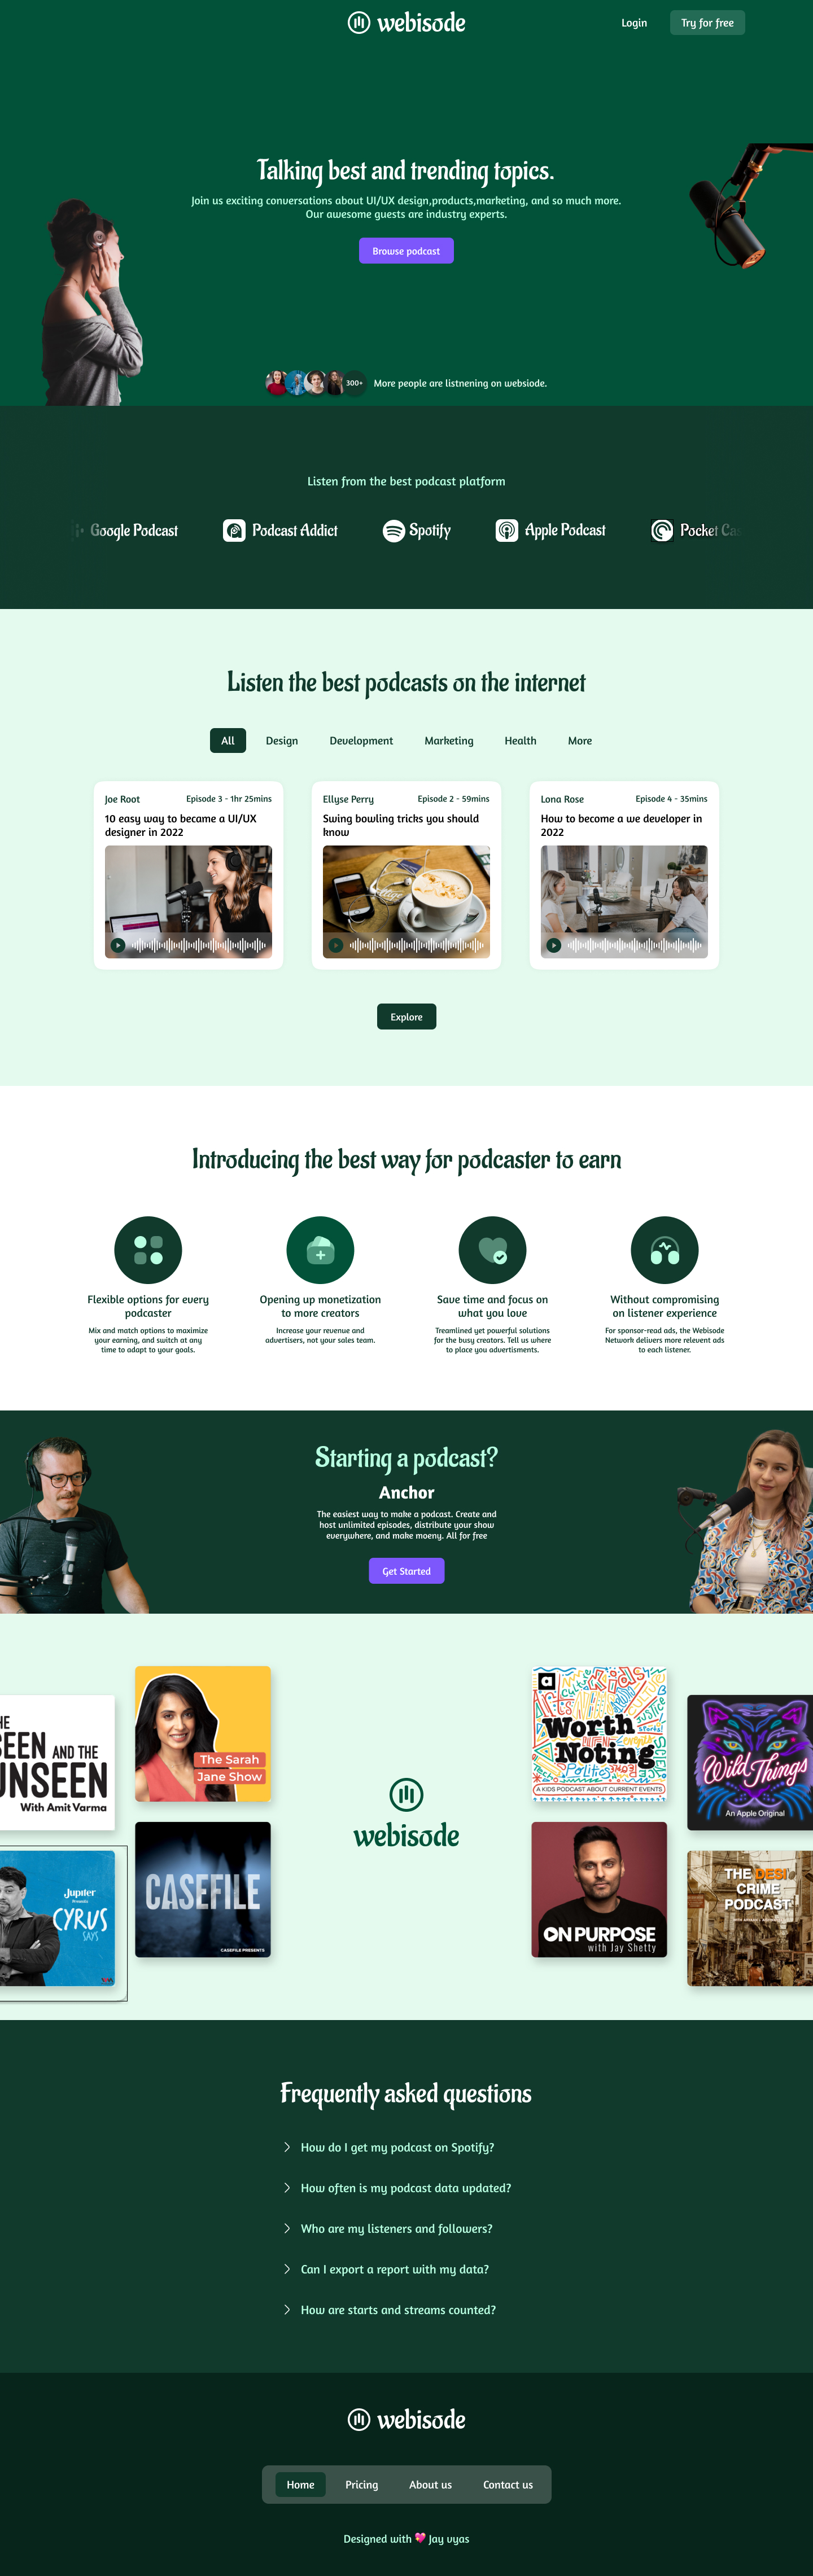 webisode
Login
Try for free
Talking best and trending topics.
Join us exciting conversations about UI/UX design,products,marketing, and so much more.
Our awesome guests are industry experts.
Browse podcast
300+
More people are listnening on websiode.
Listen from the best podcast platform
Google Podcast
Podcast Addict
Spotify
Apple Podcast
Pocket Cas
Listen the best podcasts on the internet
All
Design
Development
Marketing
Health
More
Joe Root
Episode 3 - 1hr 25mins
10 easy way to became a UI/UX
designer in 2022
Ellyse Perry
Episode 2 - 59mins
Swing bowling tricks you should
know
Lona Rose
Episode 4 - 35mins
How to become a we developer in
2022
Explore
Introducing the best way for podcaster to earn
Flexible options for every
podcaster
Mix and match options to maximize
your earning, and switch at any
time to adapt to your goals.
Opening up monetization
to more creators
Increase your revenue and
advertisers, not your sales team.
Save time and focus on
what you love
Treamlined yet powerful solutions
for the busy creators. Tell us where
to place you advertisments.
Without compromising
on listener experience
For sponsor-read ads, the Webisode
Network delivers more relevent ads
to each listener.
Starting a podcast?
Anchor
The easiest way to make a podcast. Create and
host unlimited episodes, distribute your show
everywhere, and make moeny. All for free
Get Started
HE
SEEN AND THE
UNSEEN
With Amit Varma
The Sarah
Jane Show
Jupiter
Presents
CYRUS
SAYS
CASEFILE
CASEFILE PRESENTS
webisode
Worth
Noting
Politics
A KIDS PODCAST ABOUT CURRENT EVENTS
Wild Things
An Apple Original
ON PURPOSE
with Jay Shetty
THE DESI
CRIME
PODCAST
Frequently asked questions
How do I get my podcast on Spotify?
How often is my podcast data updated?
Who are my listeners and followers?
Can I export a report with my data?
How are starts and streams counted?
webisode
Home
Pricing
About us
Contact us
Designed with 💖 Jay vyas